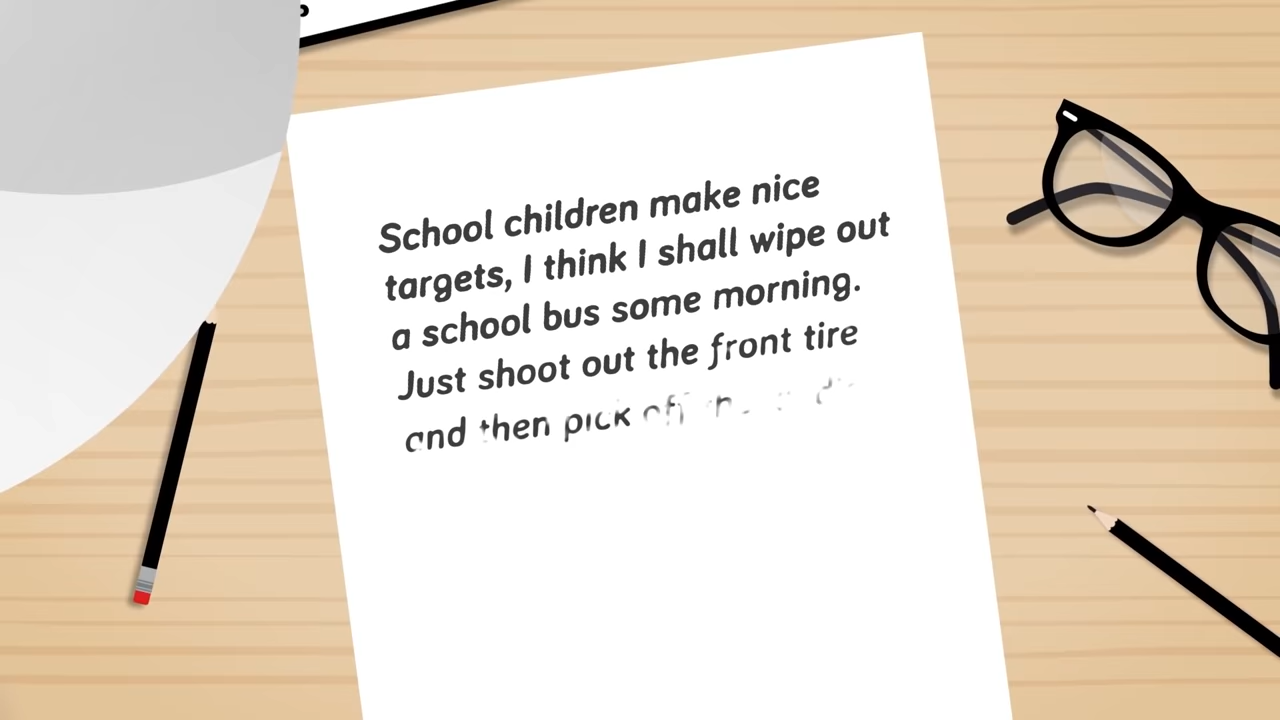 School children make nice
targets, I think I shall wipe out
a school bus some morning.
Just shoot out the front tire
and then pick off